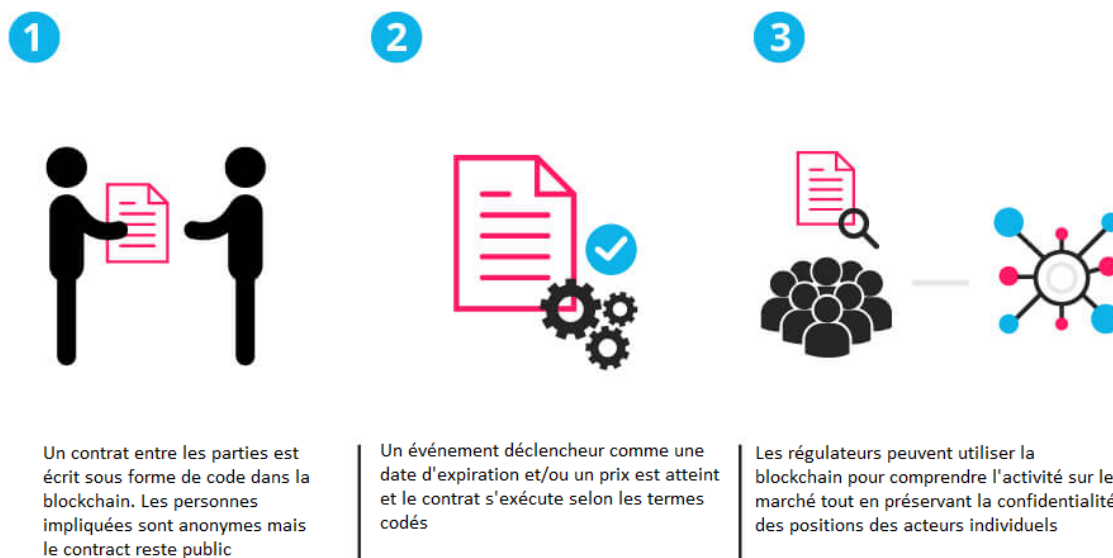 1
2
3
Un contrat entre les parties est
écrit sous forme de code dans la
blockchain. Les personnes
impliquées sont anonymes mais
le contract reste public
Un événement déclencheur comme une
date d'expiration et/ou un prix est atteint
et le contrat s'exécute selon les termes
codés
Les régulateurs peuvent utiliser la
blockchain pour comprendre l'activité sur le
marché tout en préservant la confidentialité
des positions des acteurs individuels